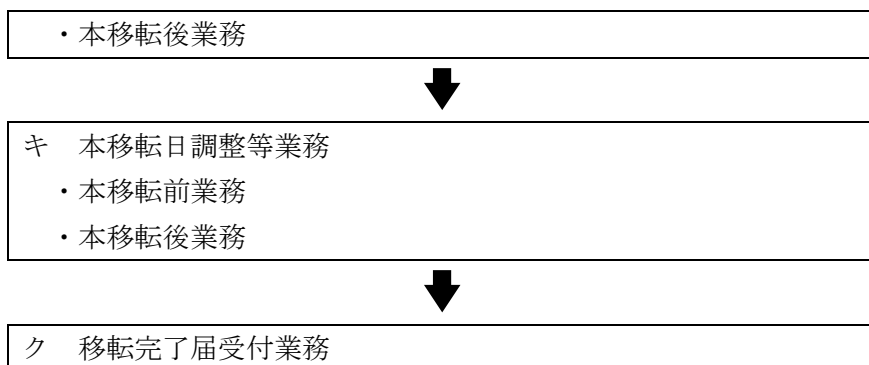 ・本移転後業務
キ　本移転日調整等業務
・本移転前業務
・本移転後業務
ク　移転完了届受付業務